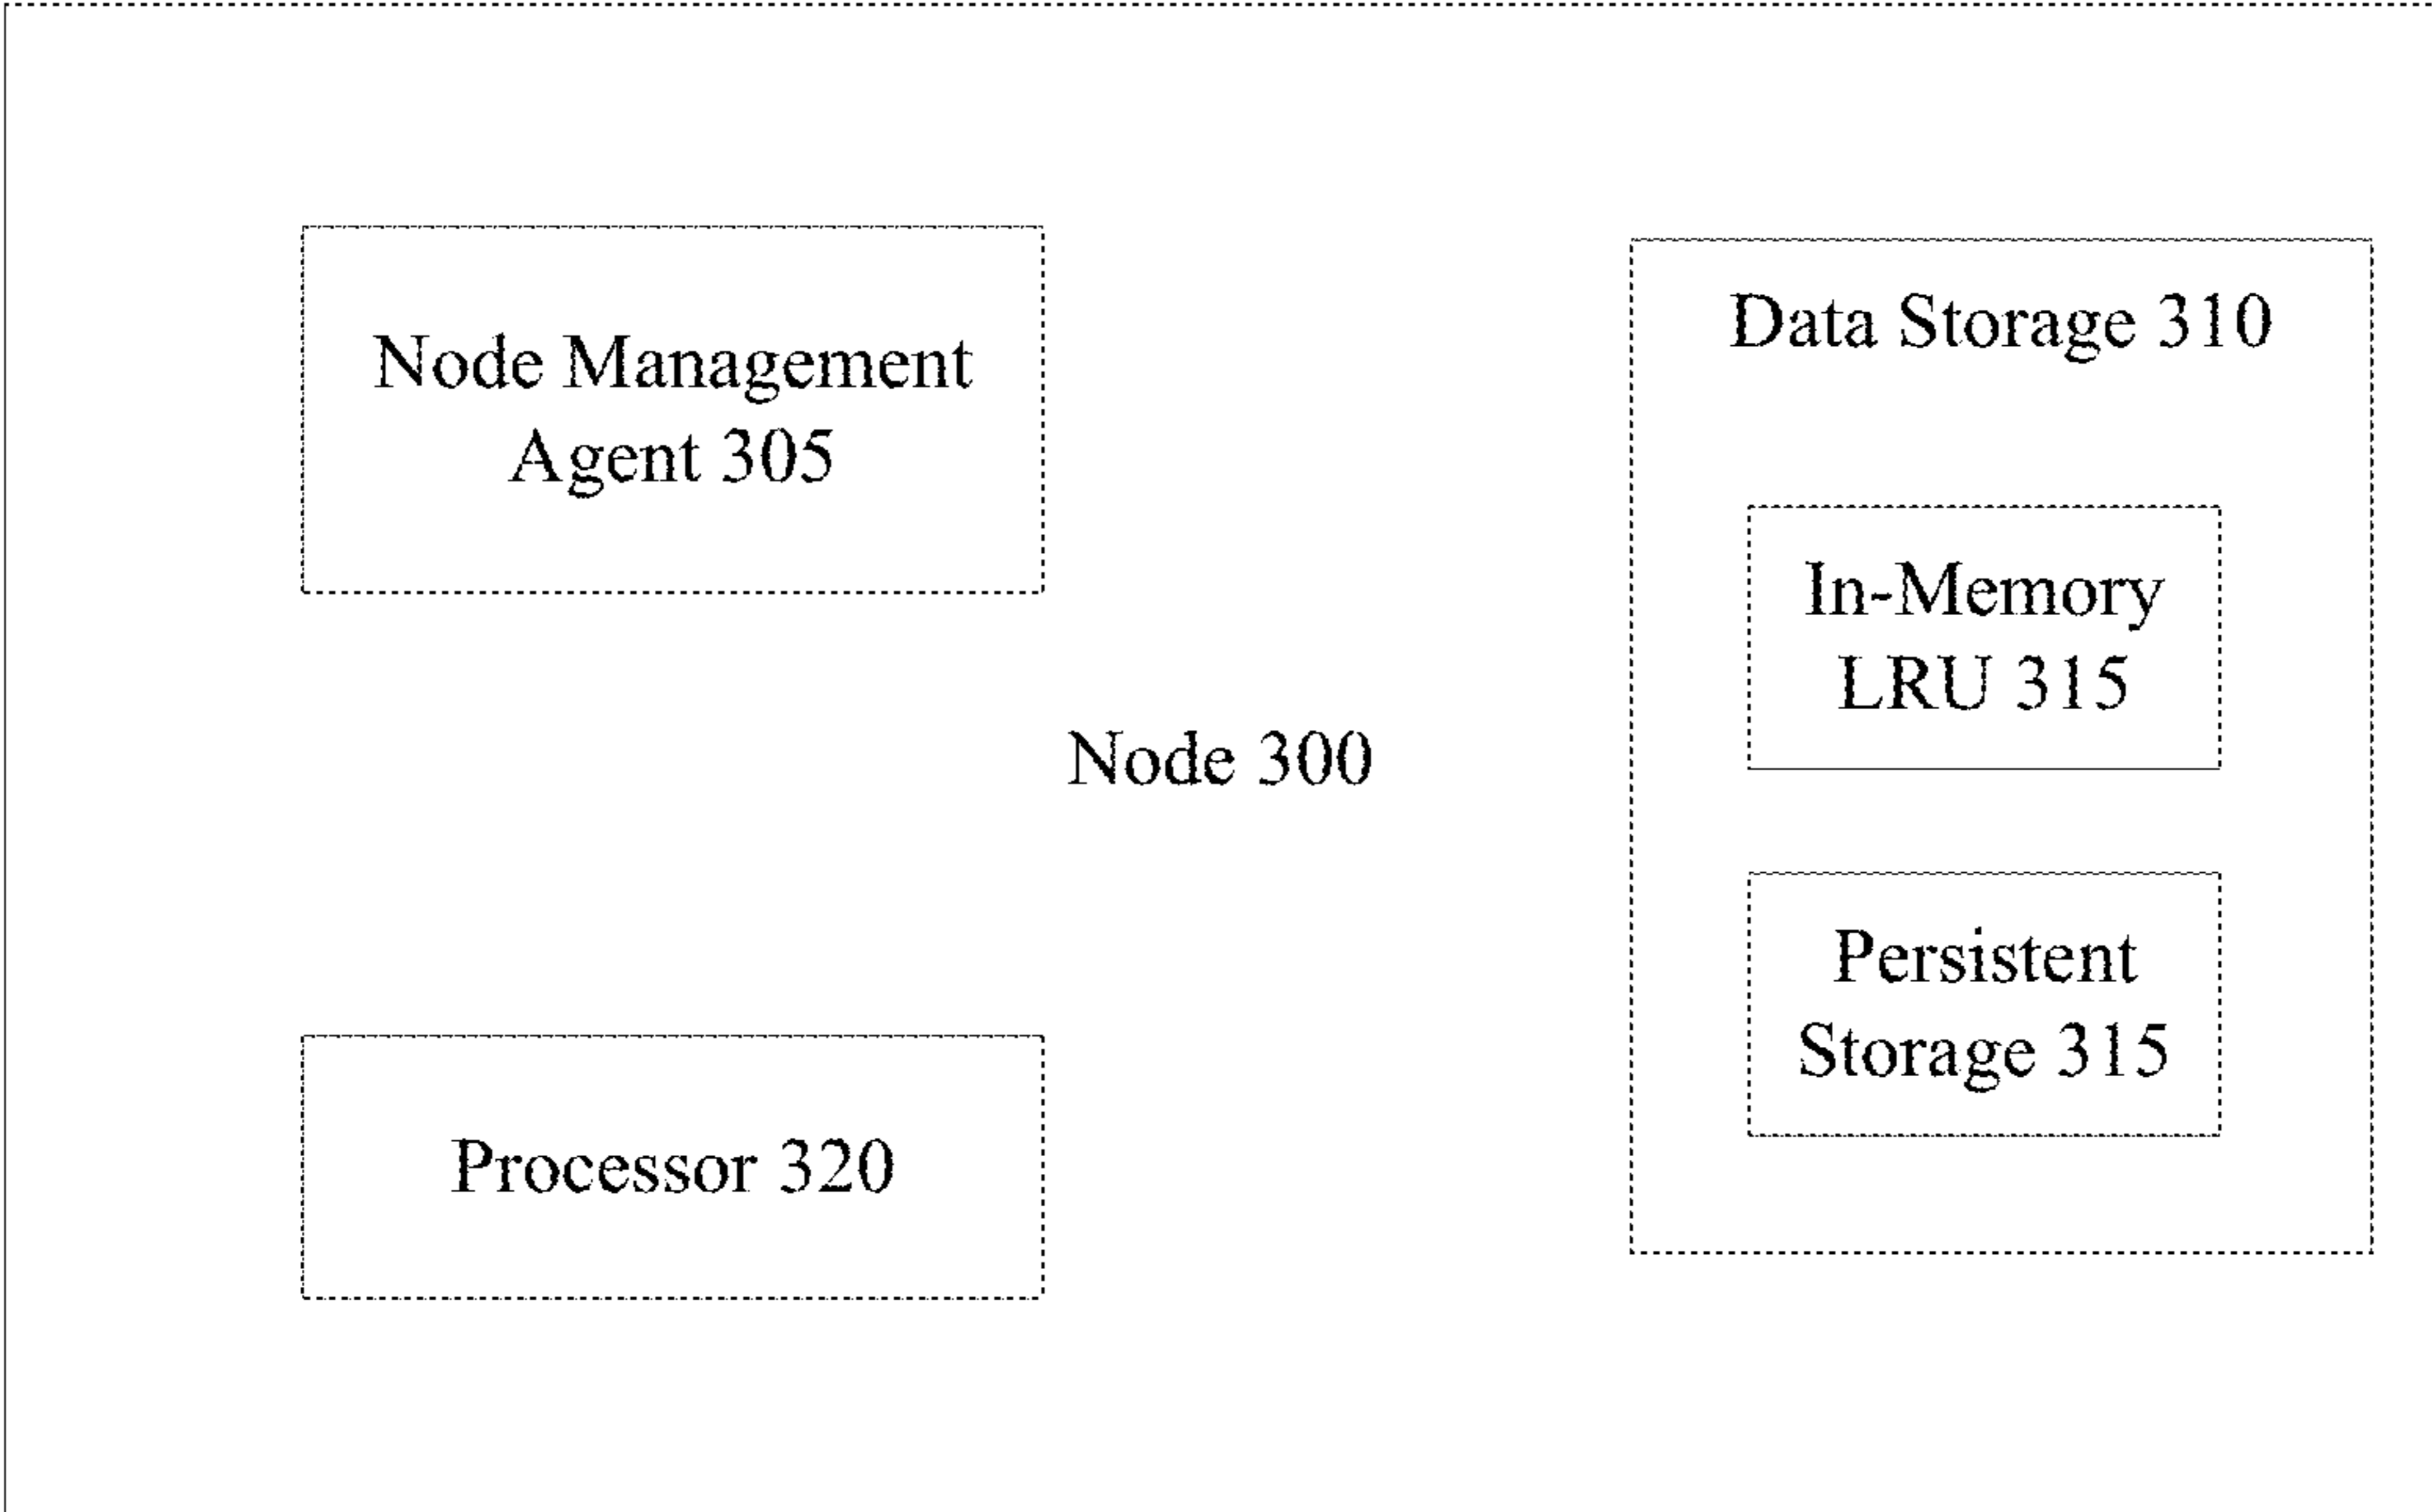 Node Management
Agent 305
Data Storage 310
In-Memory
LRU 315
Node 300
Persistent
Storage 315
Processor 320